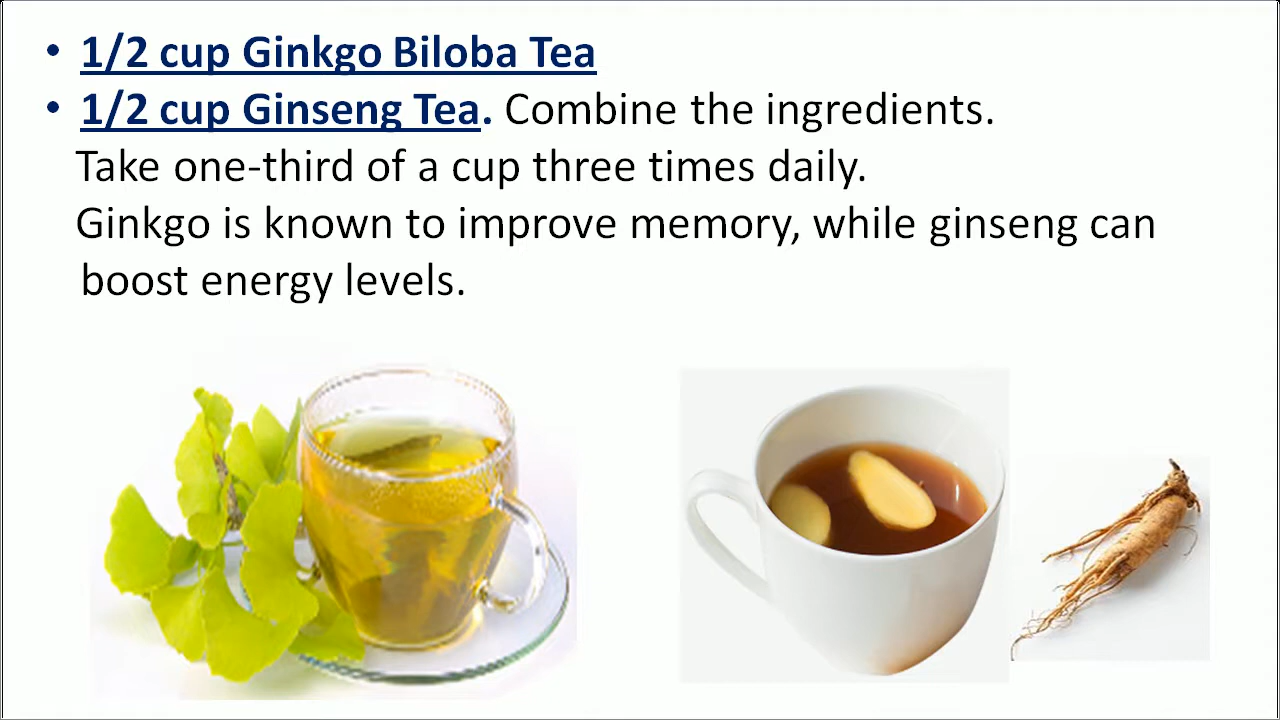 • 1/2 cup Ginkgo Biloba Tea
• 1/2 cup Ginseng Tea. Combine the ingredients.
Take one-third of a cup three times daily.
Ginkgo is known to improve memory, while ginseng can
boost energy levels.